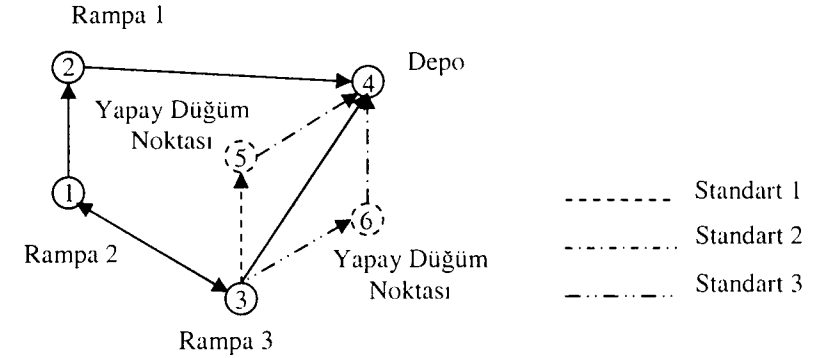 Rampa 1
2
4
Depo
Yapay Düğüm
Noktası
5
1
6
Rampa 2
Yapay Düğüm
Noktası
3
Rampa 3
Standart 1
Standart 2
Standart 3